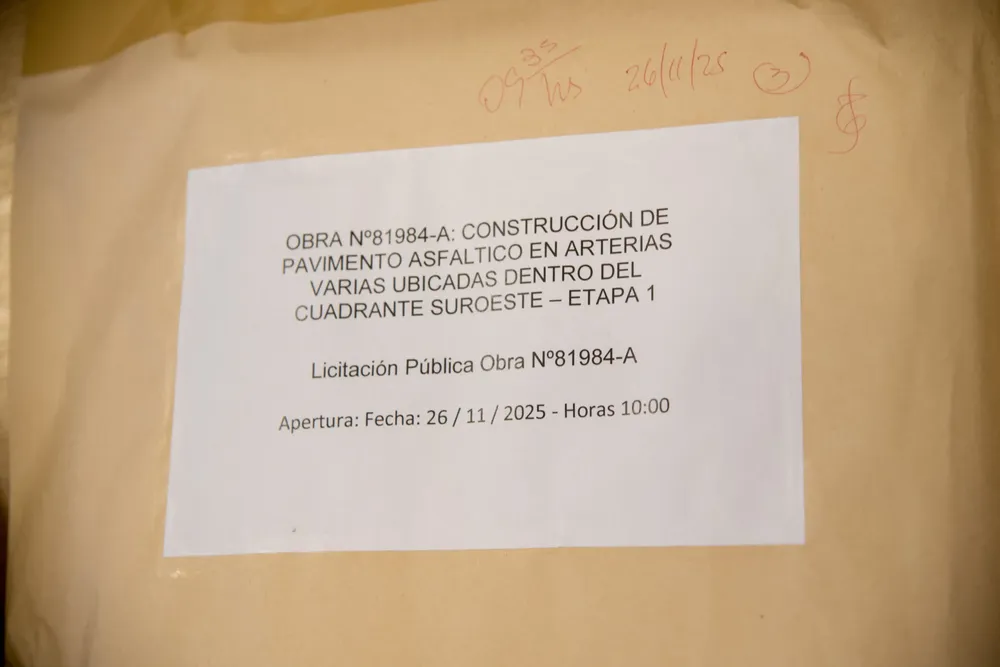 09 35 hs 26/11/25 3
OBRA Nº81984-A: CONSTRUCCIÓN DE
PAVIMENTO ASFALTICO EN ARTERIAS
VARIAS UBICADAS DENTRO DEL
CUADRANTE SUROESTE – ETAPA 1
Licitación Pública Obra Nº81984-A
Apertura: Fecha: 26 / 11 / 2025 - Horas 10:00